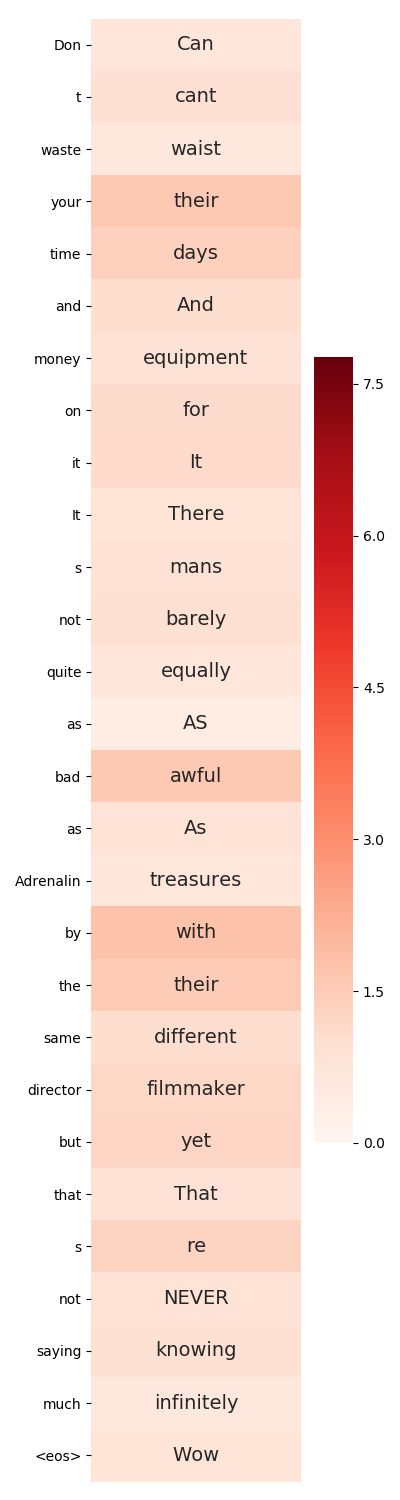 Don Can
t cant
waste waist
your their
time days
and And
money equipment
on for
it It
It There
s mans
not barely
quite equally
as AS
bad awful
as As
Adrenalin treasures
by with
the their
same different
director filmmaker
but yet
that That
s re
not NEVER
saying knowing
much infinitely
<eos> Wow
7.5
6.0
4.5
3.0
1.5
0.0